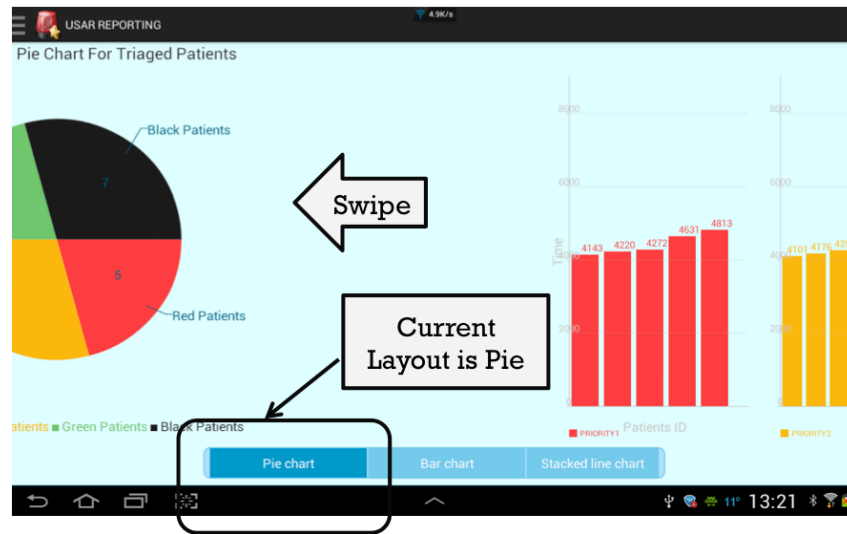 USAR REPORTING
4.9K/s
Pie Chart For Triaged Patients
Black Patients
7
5
Red Patients
Swipe
Current
Layout is Pie
8000
6000
4000
2000
0
Time
4143 4220 4272 4631 4813
PRIORITY1
Patients ID
8000
6000
4000
2000
0
4101 4176
PRIORITY2
Green Patients Black Patients
Pie chart
Bar chart
Stacked line chart
11°
13:21